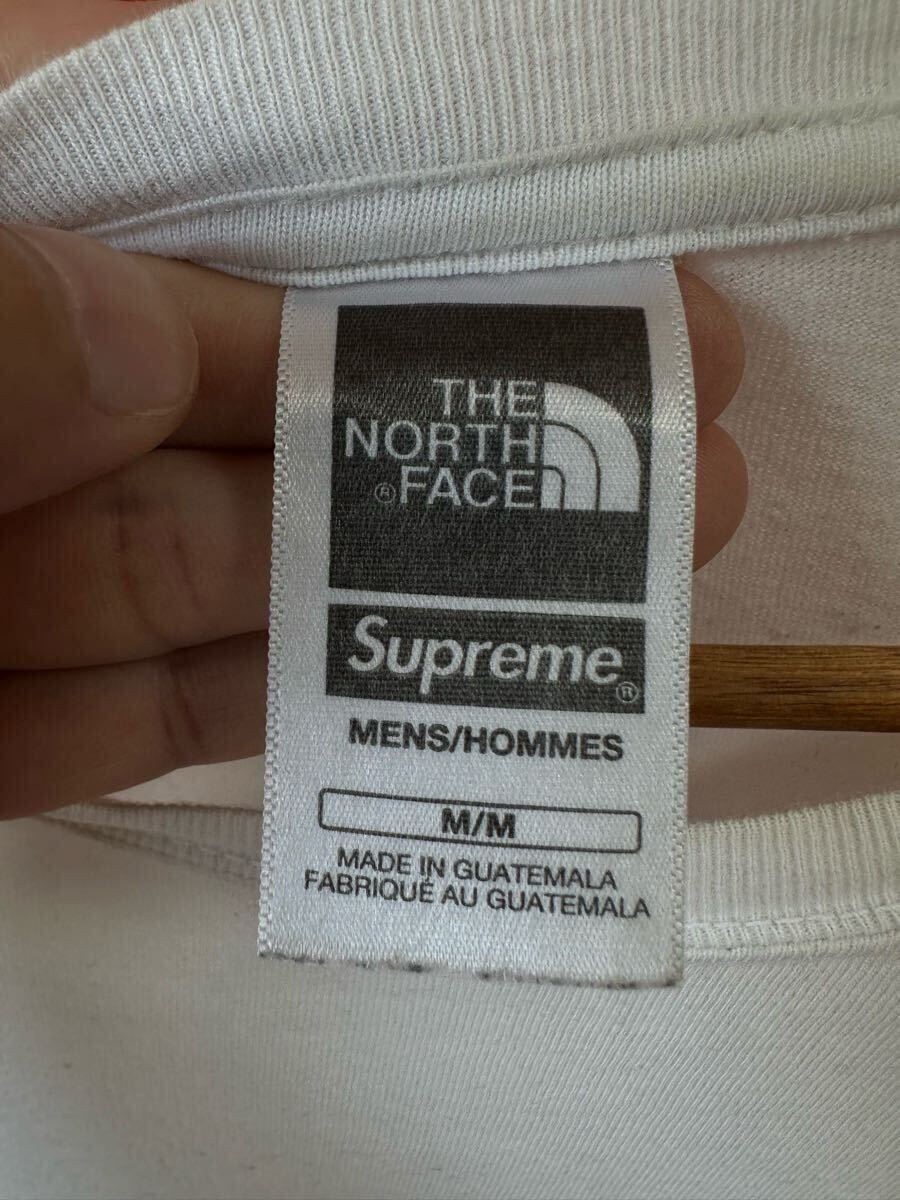 THE
NORTH
® FACE
Supreme®
MENS/HOMMES
M/M
MADE IN GUATEMALA
FABRIQUÉ AU GUATEMALA